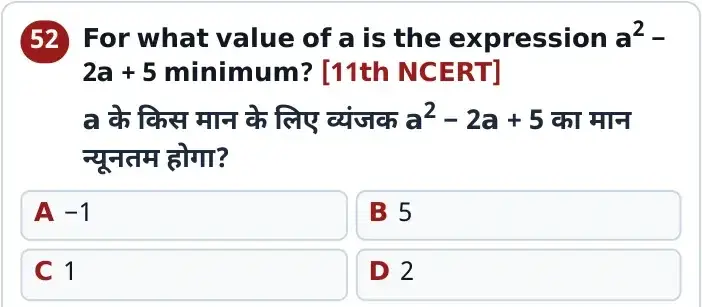 52 For what value of a is the expression a² –
2a + 5 minimum? [11th NCERT]
a के किस मान के लिए व्यंजक a² – 2a + 5 का मान
न्यूनतम होगा?
A −1
B 5
C 1
D 2